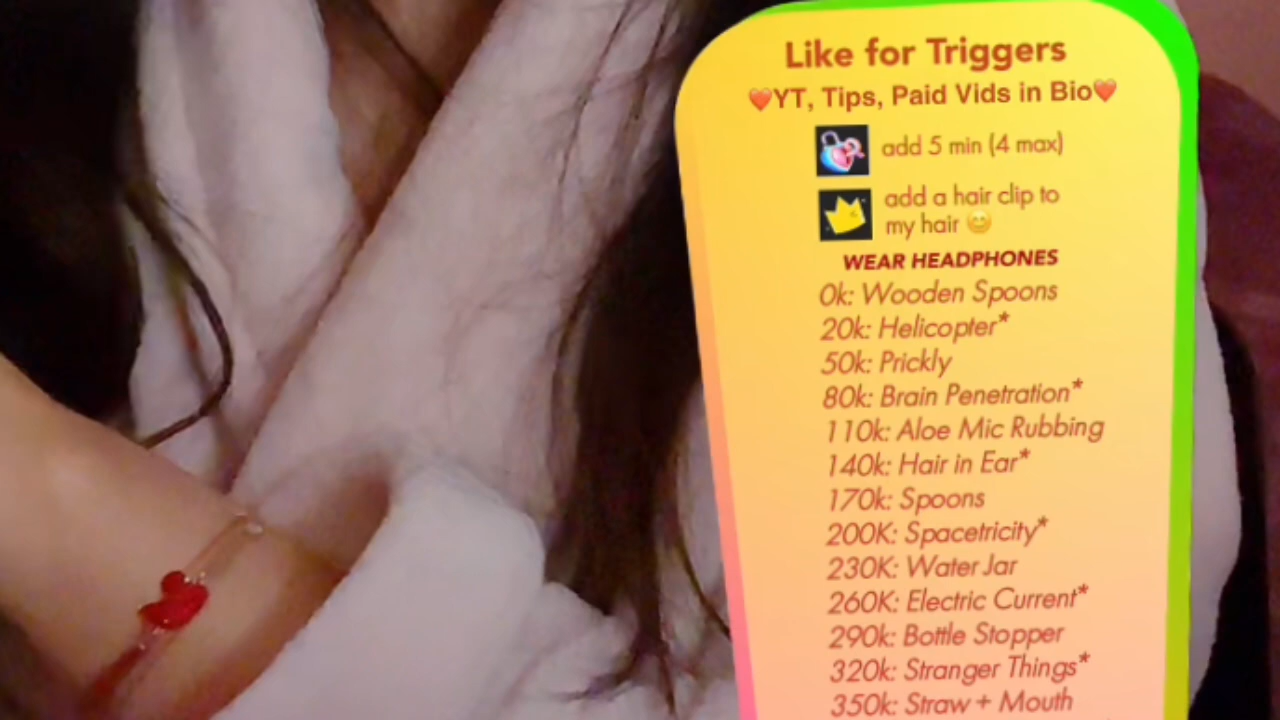 Like for Triggers
❤️YT, Tips, Paid Vids in Bio❤️
add 5 min (4 max)
add a hair clip to
my hair 😊
WEAR HEADPHONES
0k: Wooden Spoons
20k: Helicopter*
50k: Prickly
80k: Brain Penetration*
110k: Aloe Mic Rubbing
140k: Hair in Ear*
170k: Spoons
200K: Spacetricity*
230K: Water Jar
260K: Electric Current*
290k: Bottle Stopper
320k: Stranger Things*
350k: Straw + Mouth